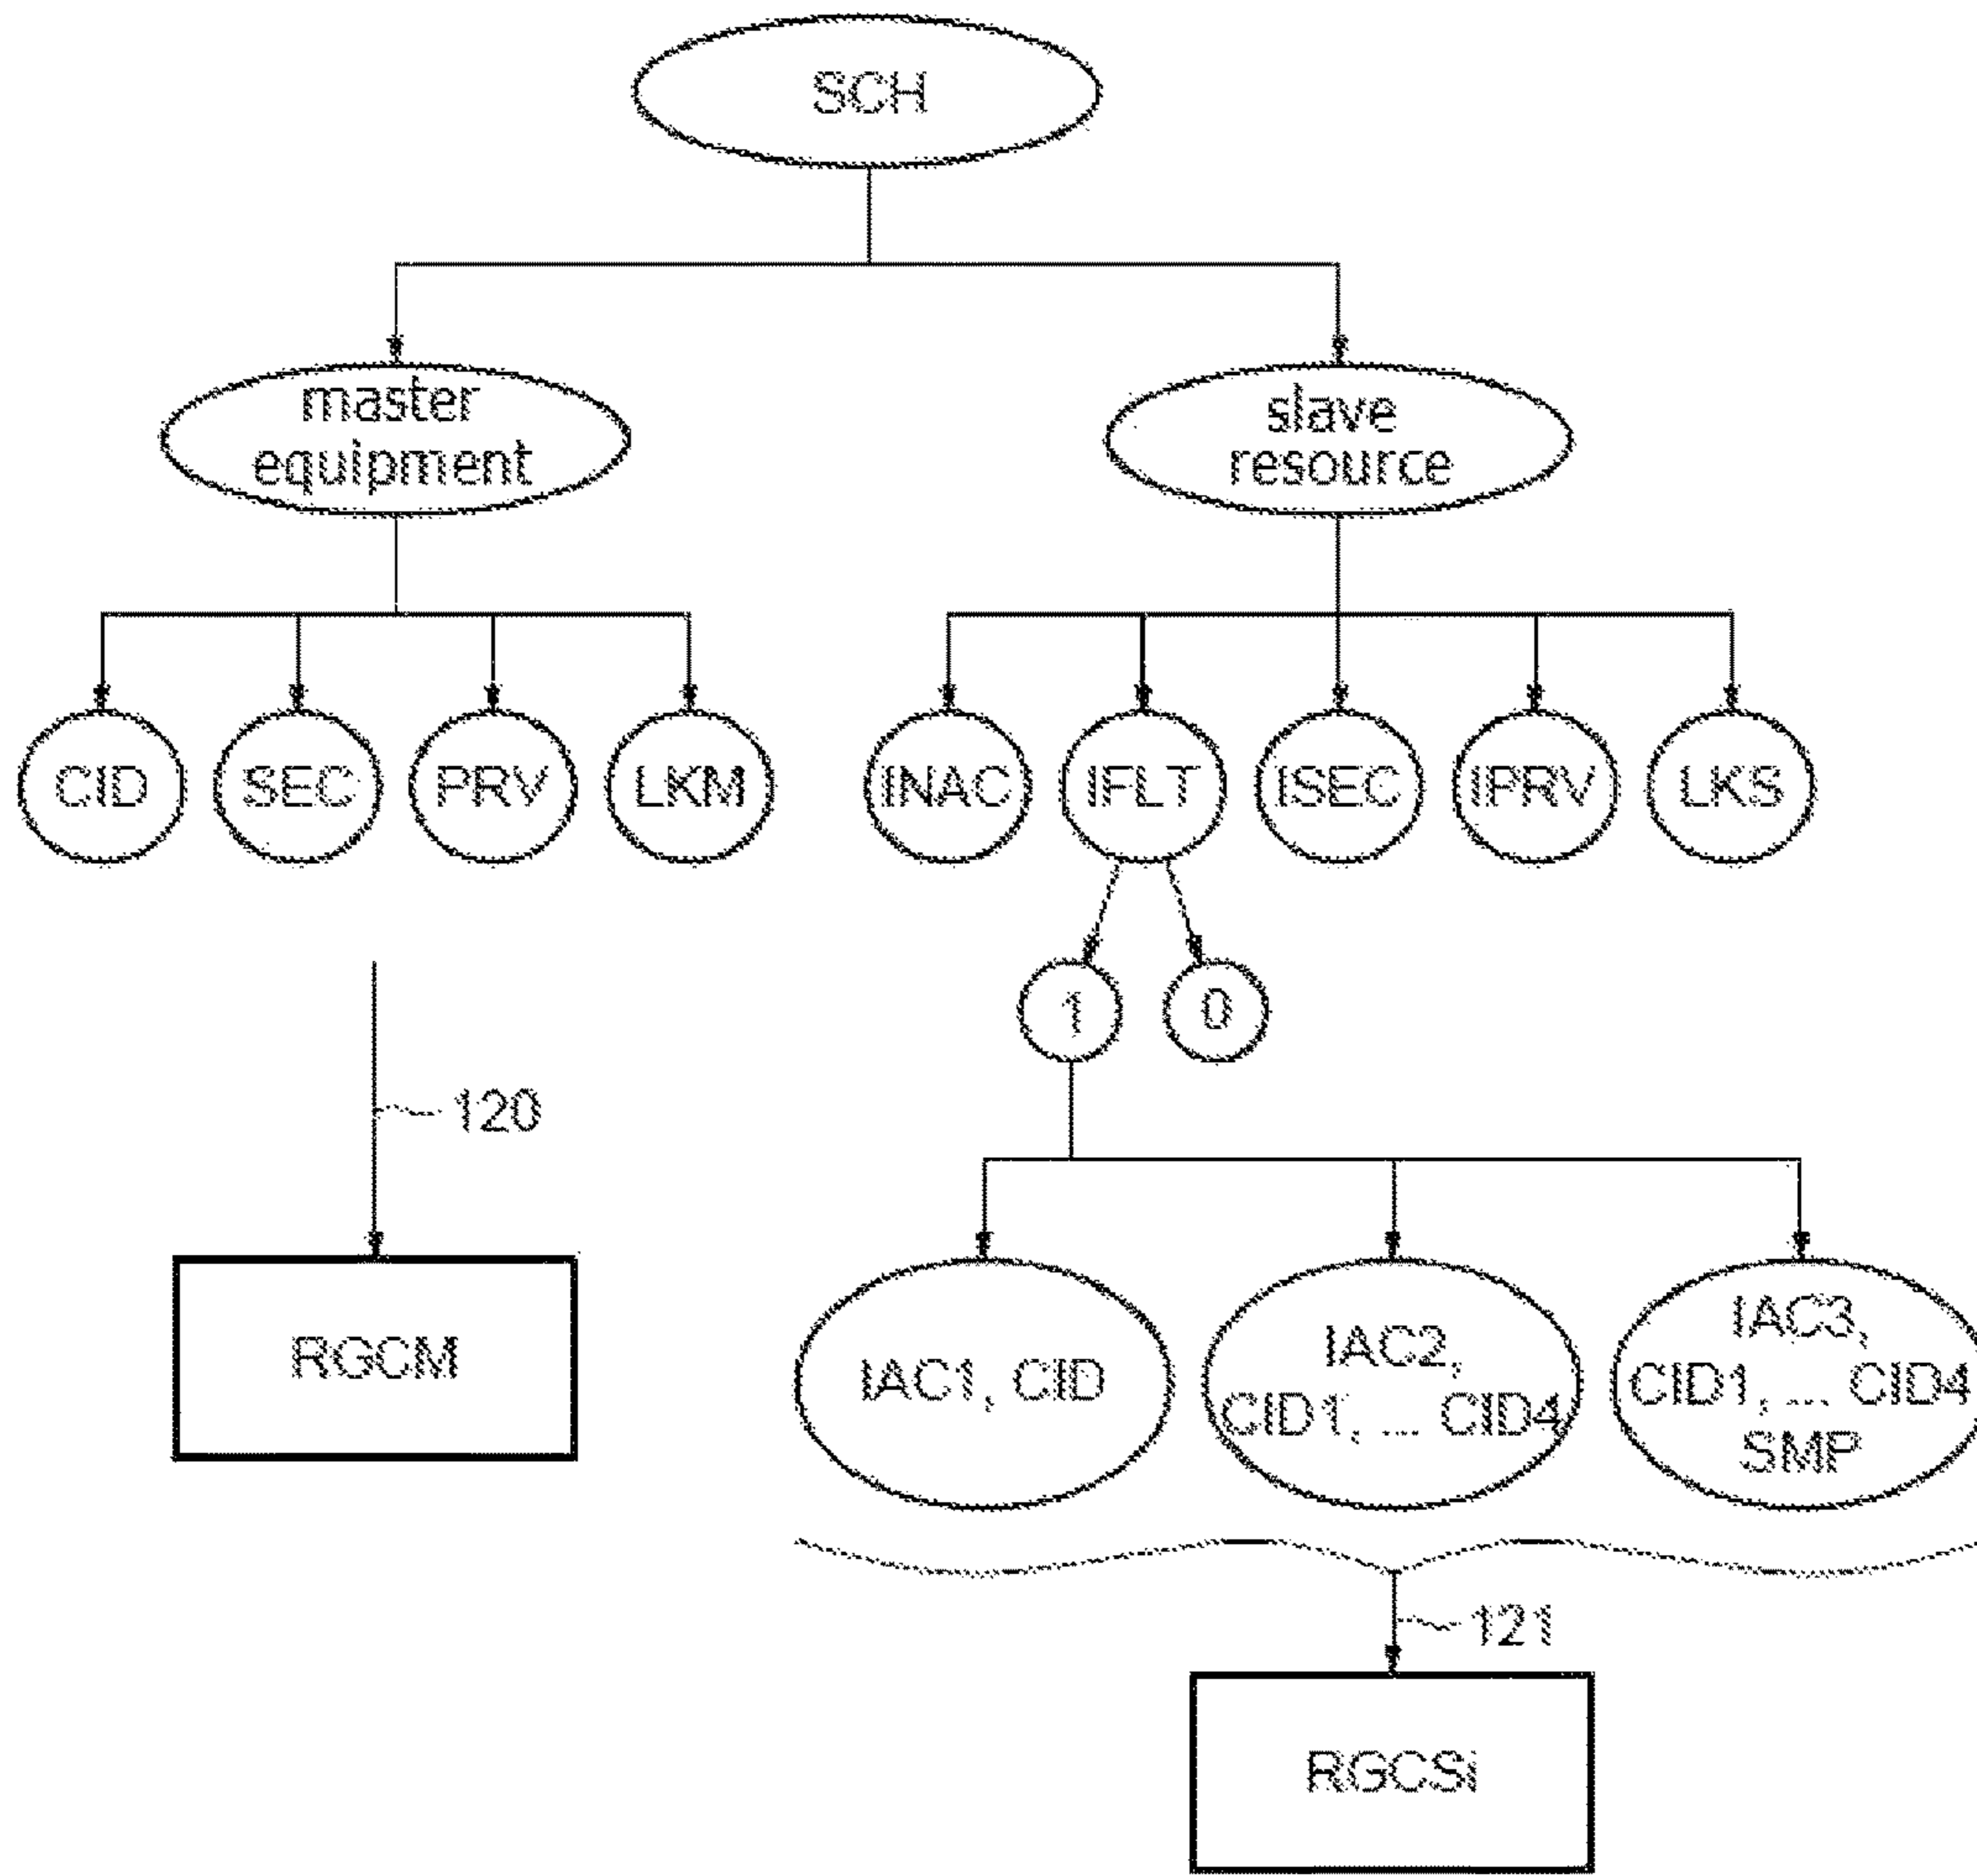 SCH
master
equipment
slave
resource
CID
SEC
PRV
LKM
INAC
IFLT
ISEC
IPRV
LKS
1
0
120
RGCM
IAC1, CID
IAC2,
CID1, ... CID4
IAC3,
CID1, ... CID4
SMP
121
RGCSi